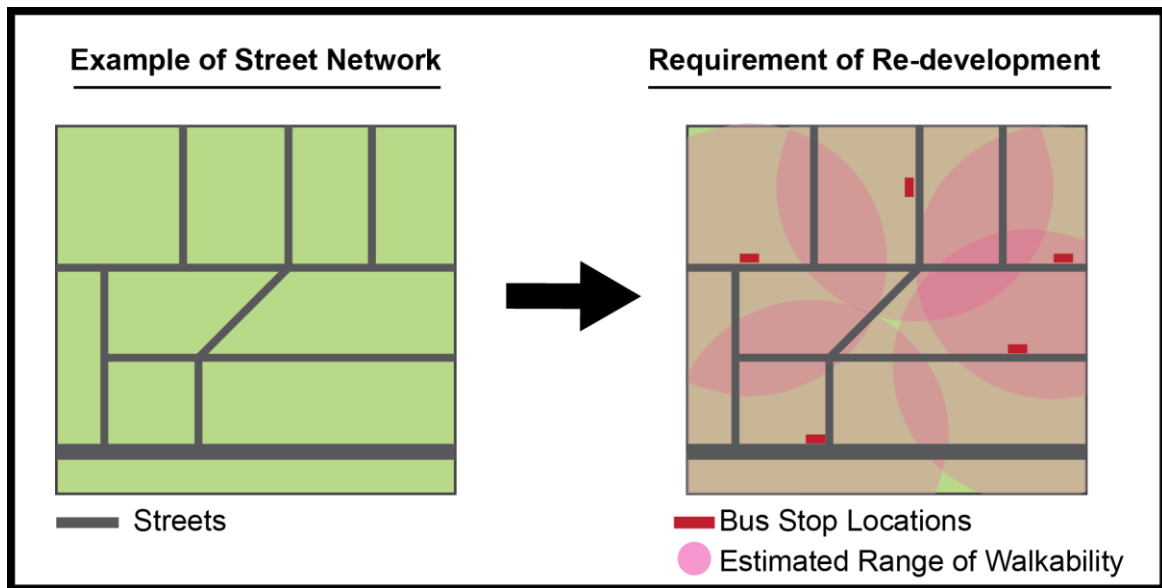 Example of Street Network
Requirement of Re-development
Streets
Bus Stop Locations
Estimated Range of Walkability